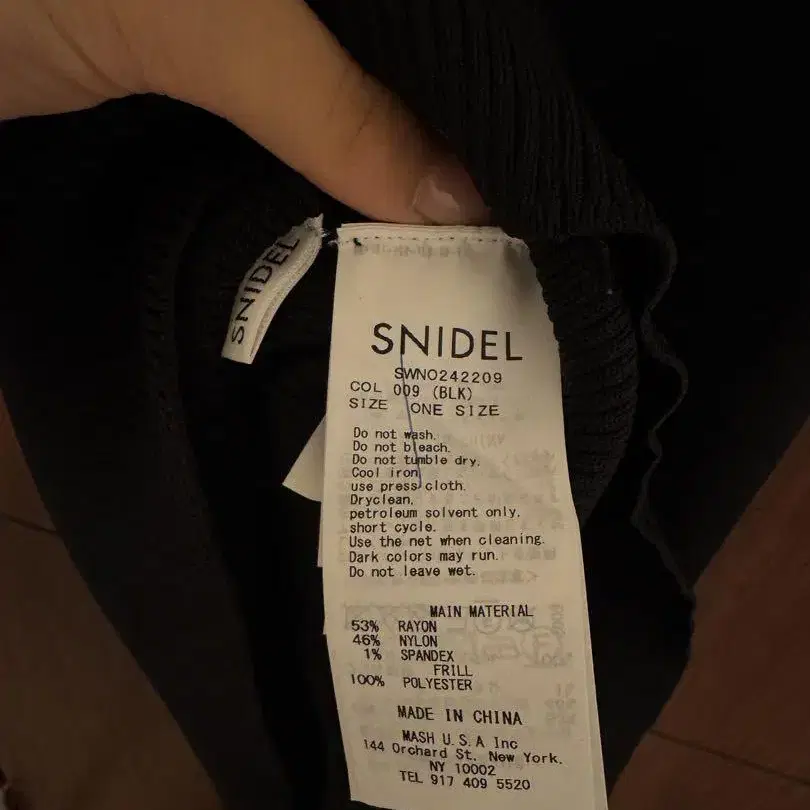 SNIDEL
SNIDEL
SWNO242209
COL 009 (BLK)
SIZE ONE SIZE
Do not wash.
Do not bleach.
Do not tumble dry.
Cool iron,
use press cloth.
Dryclean,
petroleum solvent only,
short cycle.
Use the net when cleaning.
Dark colors may run.
Do not leave wet.
MAIN MATERIAL
53% RAYON
46% NYLON
1% SPANDEX
FRILL
100% POLYESTER
MADE IN CHINA
MASH U.S.A Inc
144 Orchard St. New York.
NY 10002
TEL 917 409 5520